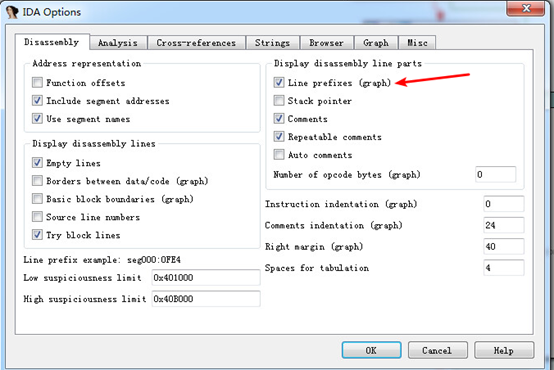 IDA Options
Disassembly Analysis Cross-references Strings Browser Graph Misc
Address representation
Function offsets
Include segment addresses
Use segment names
Display disassembly lines
Empty lines
Borders between data/code (graph)
Basic block boundaries (graph)
Source line numbers
Try block lines
Line prefix example: seg000:0FE4
Low suspiciousness limit 0x401000
High suspiciousness limit 0x40B000
Display disassembly line parts
Line prefixes (graph)
Stack pointer
Comments
Repeatable comments
Auto comments
Number of opcode bytes (graph) 0
Instruction indentation (graph) 0
Comments indentation (graph) 24
Right margin (graph) 40
Spaces for tabulation 4
OK Cancel Help